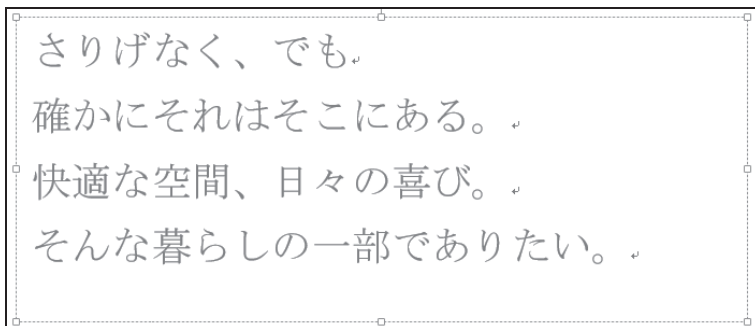 さりげなく、でも
確かにそれはそこにある。
快適な空間、日々の喜び。
そんな暮らしの一部でありたい。